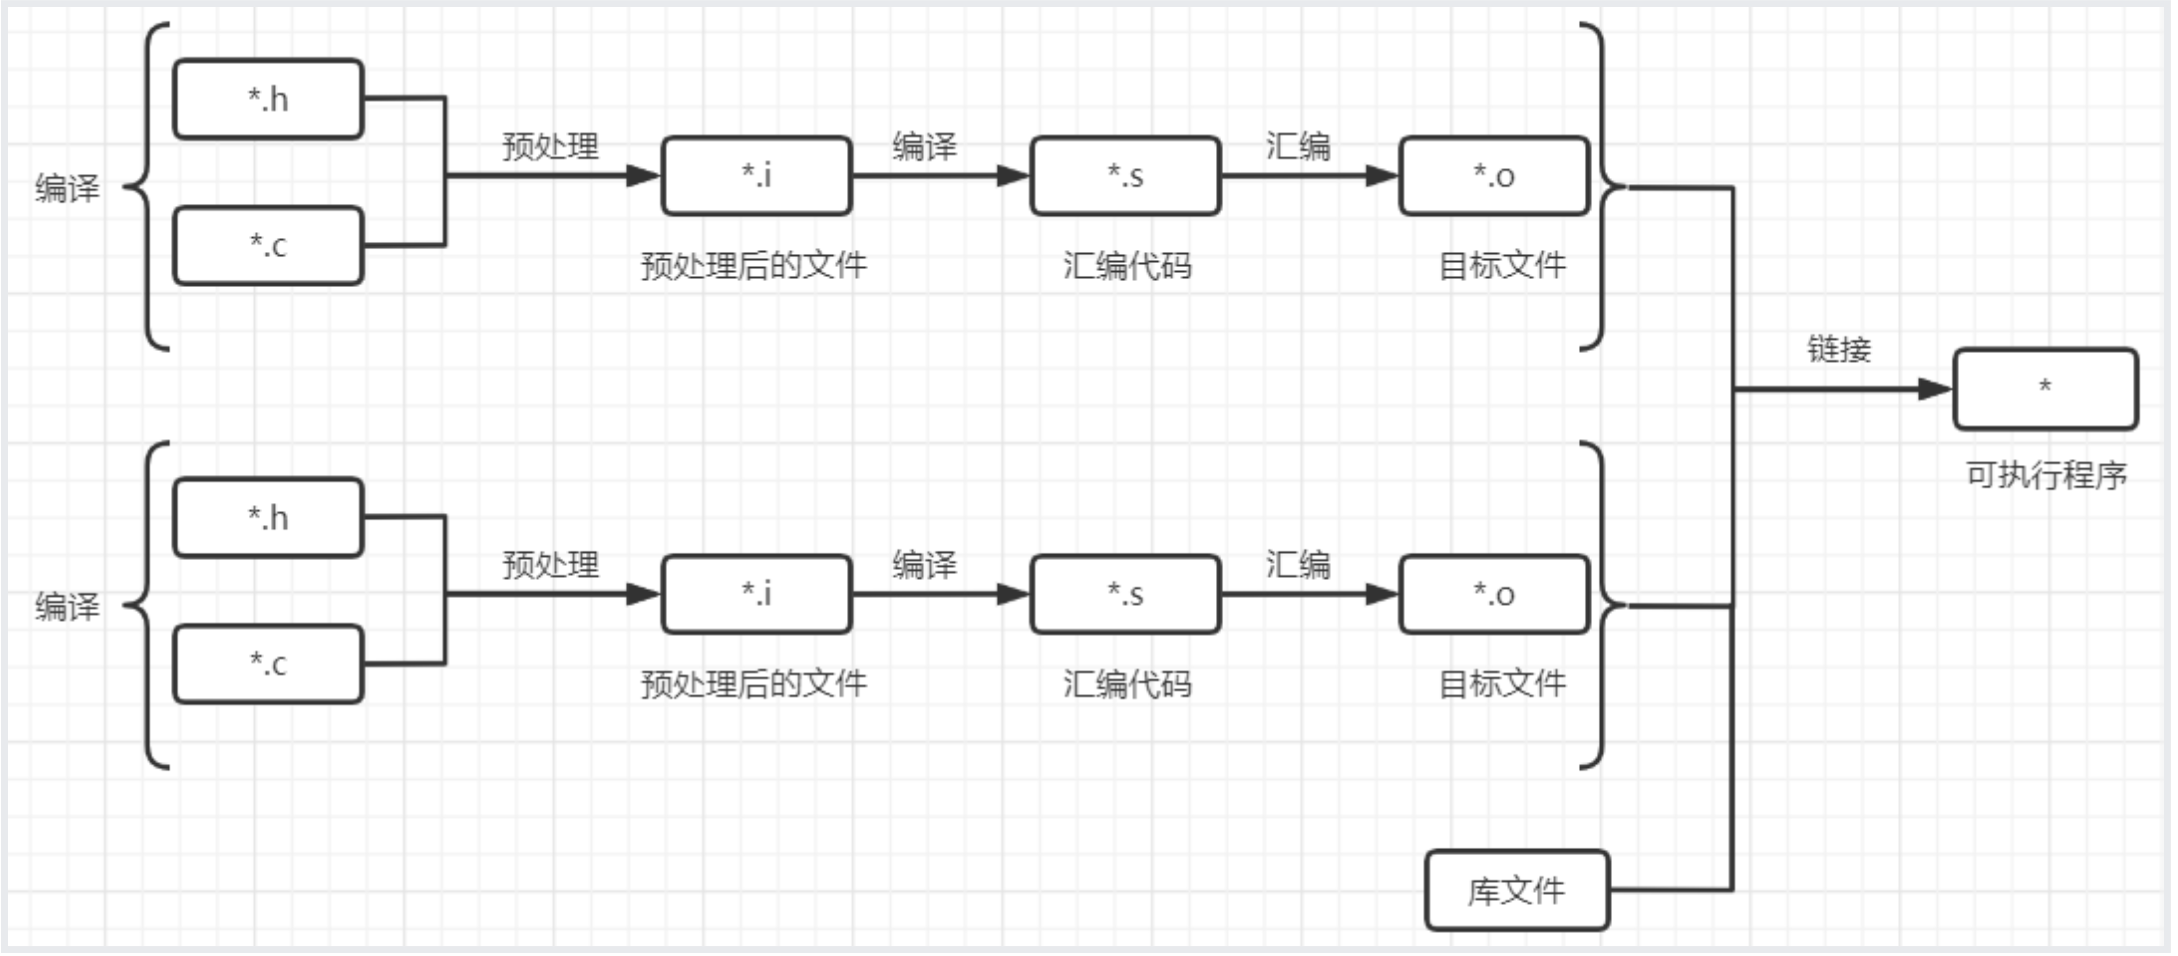 *.h
预处理
编译
汇编
*.i
*.s
*.o
编译
*.c
预处理后的文件
汇编代码
目标文件
链接
*
可执行程序
*.h
预处理
编译
汇编
*.i
*.s
*.o
编译
*.c
预处理后的文件
汇编代码
目标文件
库文件